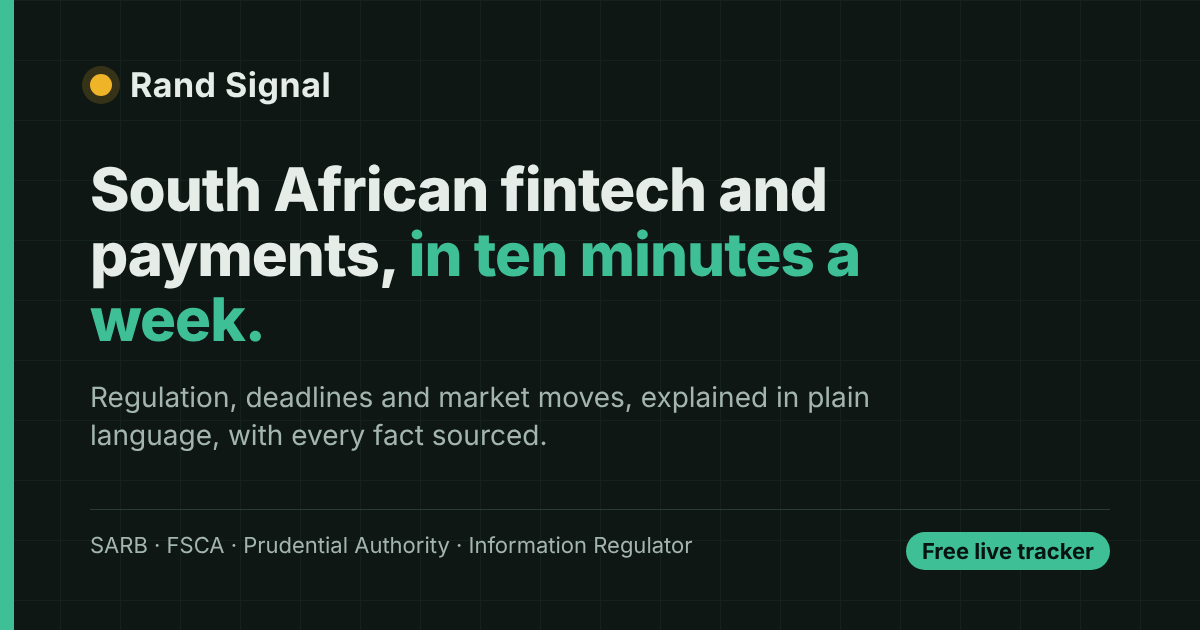 Rand Signal
South African fintech and
payments, in ten minutes a
week.
Regulation, deadlines and market moves, explained in plain
language, with every fact sourced.
SARB · FSCA · Prudential Authority · Information Regulator
Free live tracker